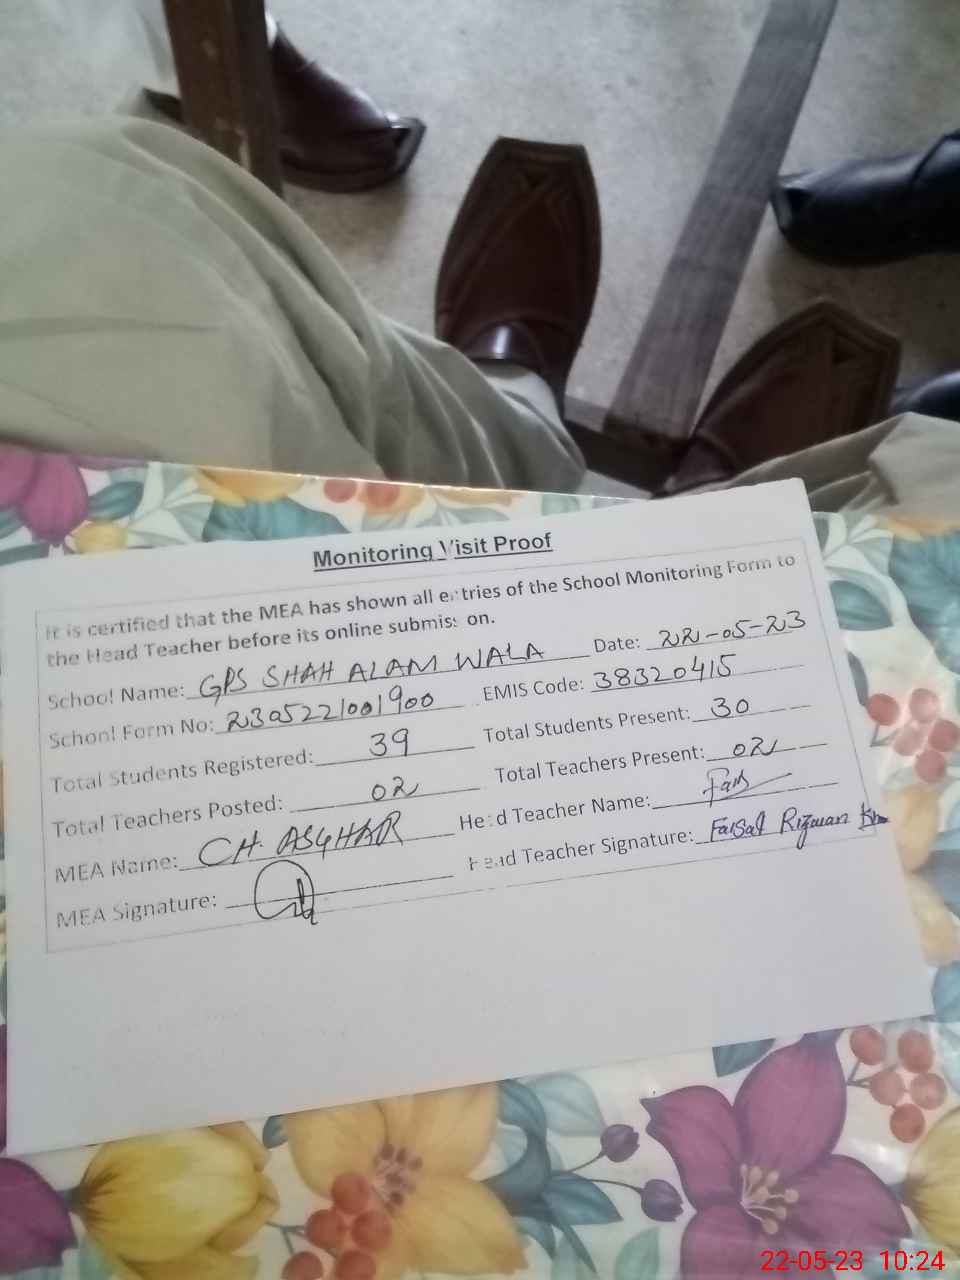 Monitoring Visit Proof
It is certified that the MEA has shown all entries of the School Monitoring Form to
the Head Teacher before its online submission.
School Name: GPS SHAH ALAM WALA Date: 22-05-23
School Form No: 2305221001900 EMIS Code: 38320415
Total Students Registered: 39 Total Students Present: 30
Total Teachers Posted: 02 Total Teachers Present: 02
MEA Name: CH. ASGHAR Head Teacher Name:
MEA Signature: Head Teacher Signature: Faisal Rizwan
22-05-23 10:24